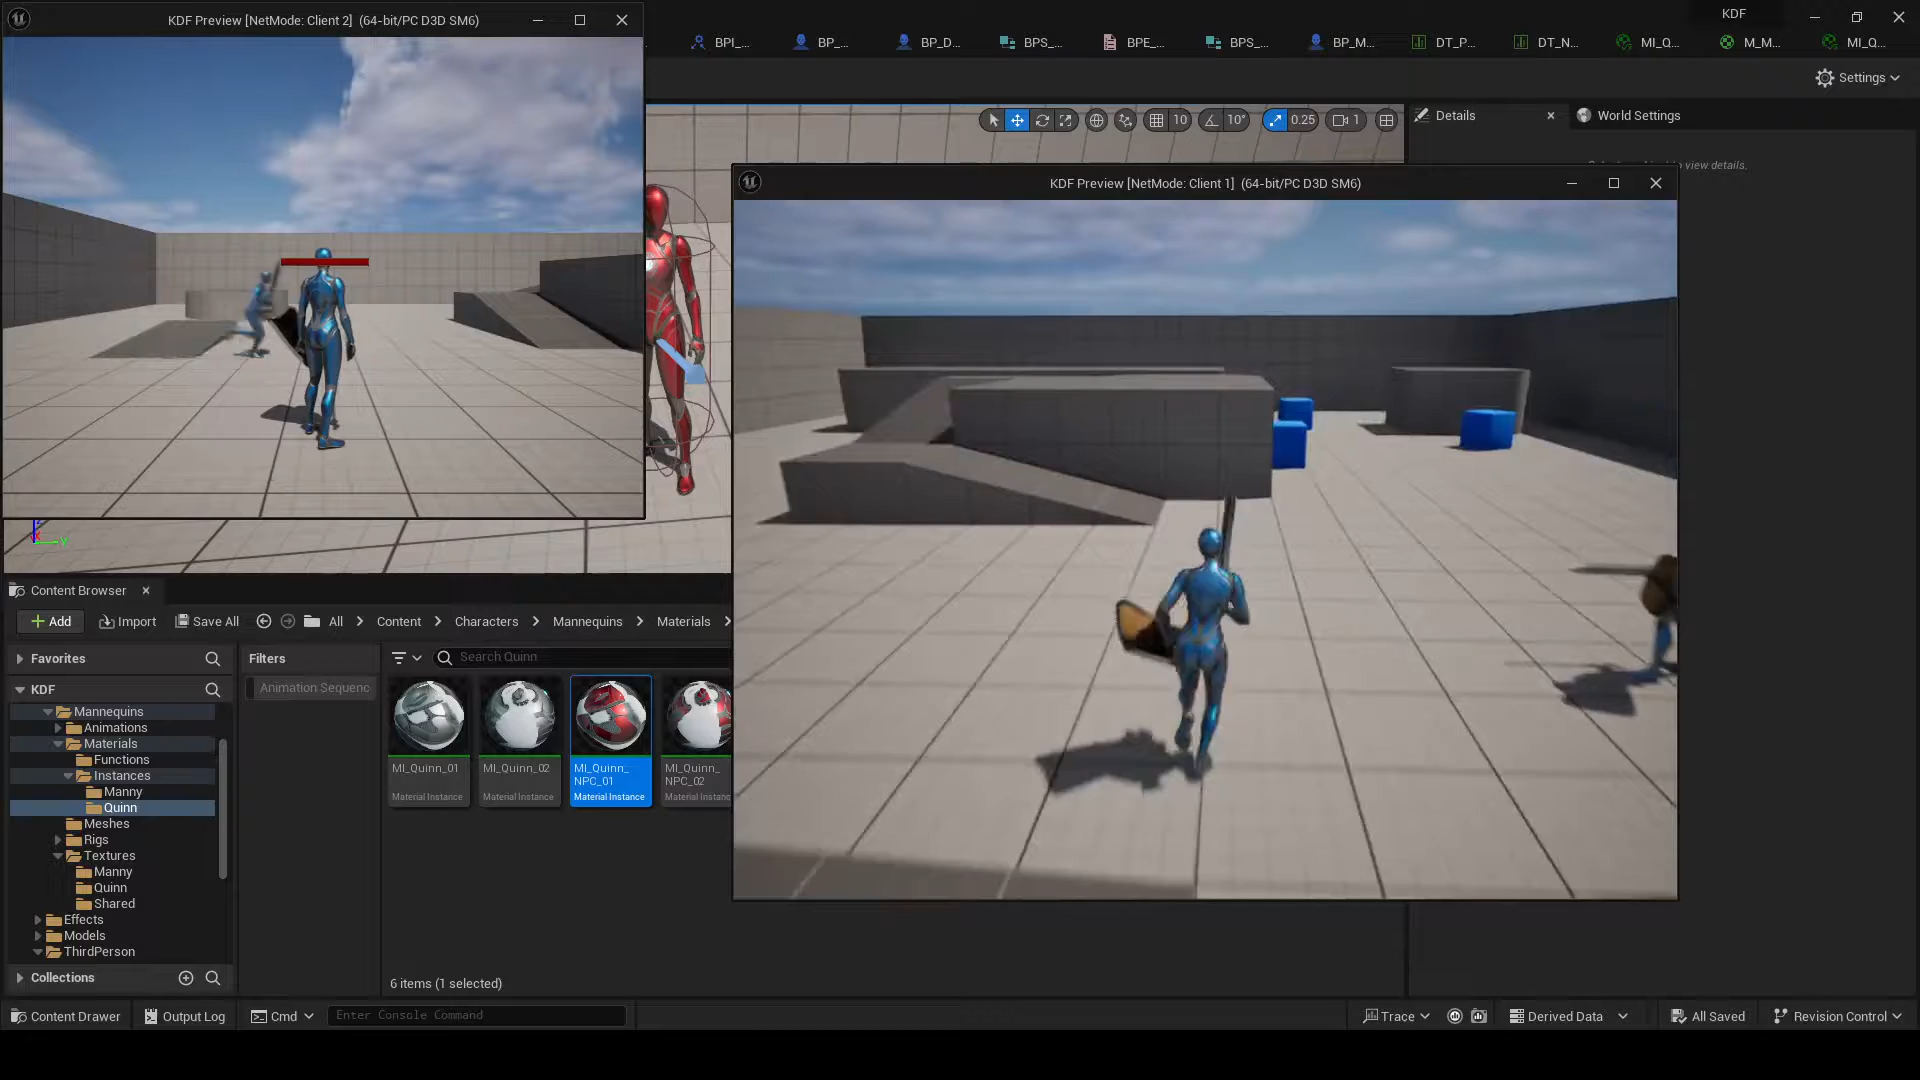 KDF Preview [NetMode: Client 2] (64-bit/PC D3D SM6)
KDF
BPI_...
BP_...
BP_D...
BPS_...
BPE_...
BPS_...
BP_M...
DT_P...
DT_N...
MI_Q...
M_M...
MI_Q...
Settings
10
10°
0.25
1
Details
World Settings
to view details.
KDF Preview [NetMode: Client 1] (64-bit/PC D3D SM6)
Content Browser
Add
Import
Save All
All
Content
Characters
Mannequins
Materials
Favorites
Filters
Search Quinn
KDF
Animation Sequenc
Mannequins
Animations
Materials
Functions
Instances
Manny
Quinn
Meshes
Rigs
Textures
Manny
Quinn
Shared
Effects
Models
ThirdPerson
Collections
MI_Quinn_01
Material Instance
MI_Quinn_02
Material Instance
MI_Quinn_
NPC_01
Material Instance
MI_Quinn_
NPC_02
Material Instanc
6 items (1 selected)
Content Drawer
Output Log
Cmd
Enter Console Command
Trace
Derived Data
All Saved
Revision Control